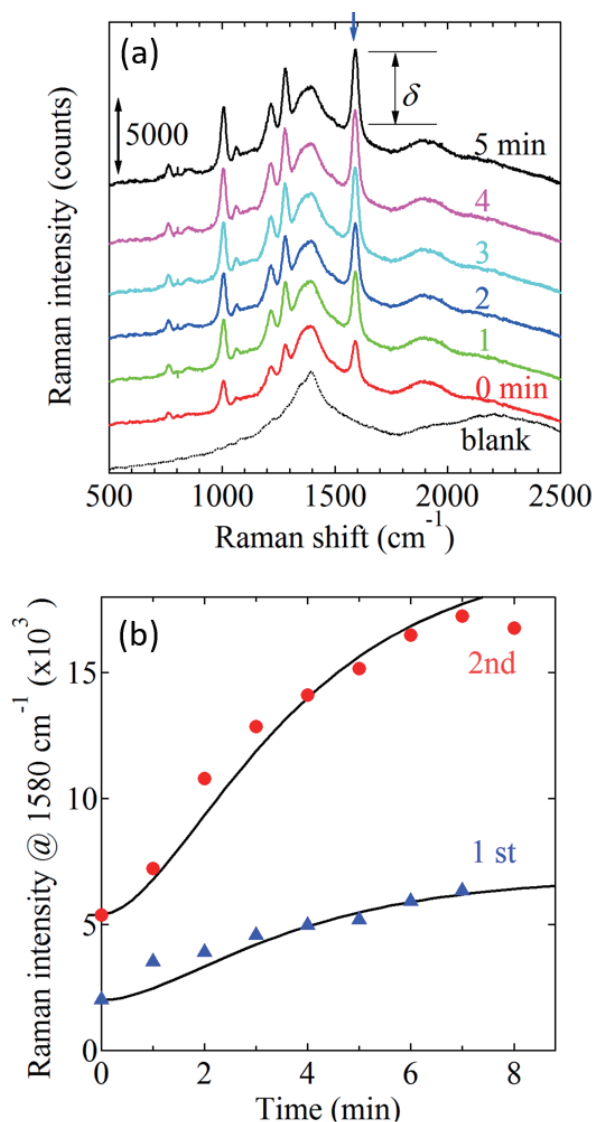 (a)
δ
5000
5 min
4
3
2
1
0 min
blank
Raman intensity (counts)
500 1000 1500 2000 2500
Raman shift (cm⁻¹)
(b)
2nd
1 st
15
10
5
0
Raman intensity @ 1580 cm⁻¹ (x10³)
0 2 4 6 8
Time (min)